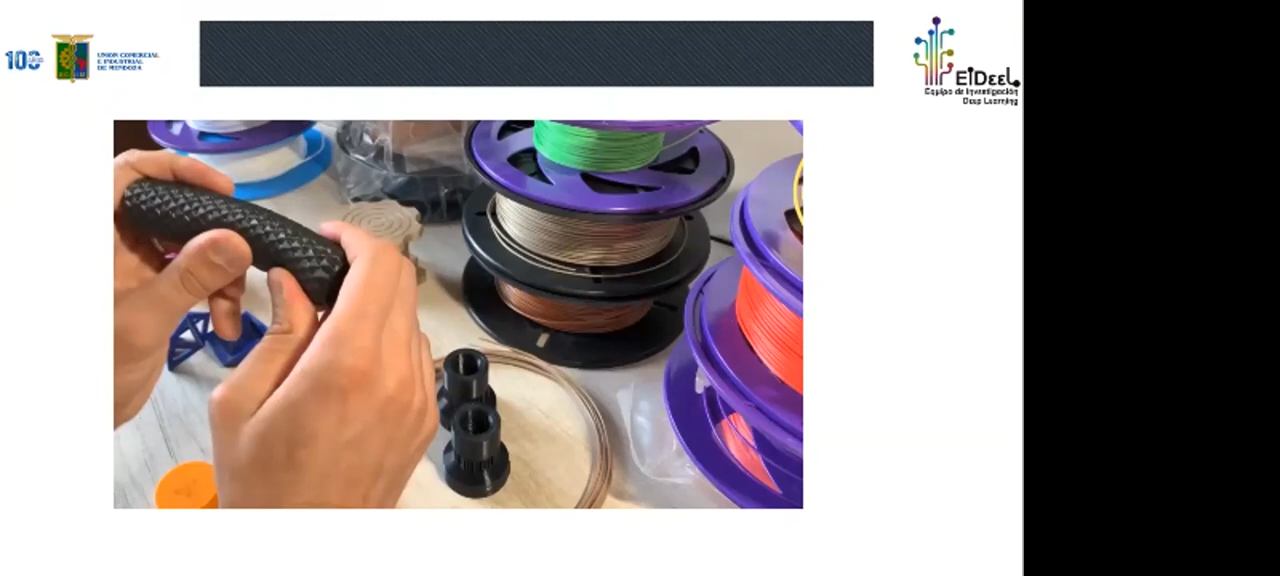 100
UNION COMERCIAL
E INDUSTRIAL
DE MENDOZA
EIDeeL
Equipo de Investigación
Deep Learning